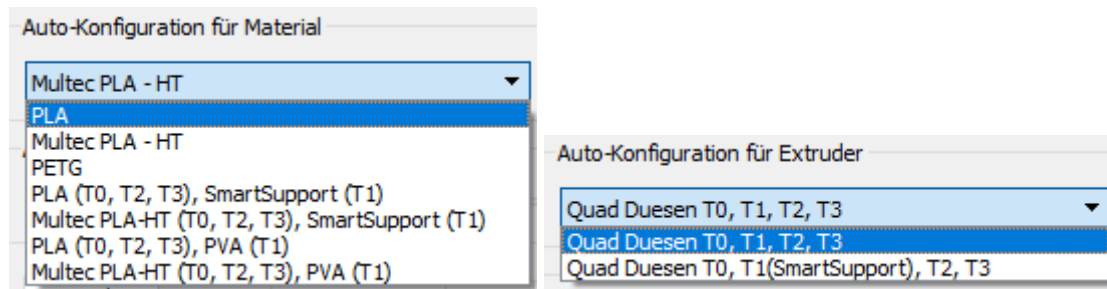 Auto-Konfiguration für Material
Multec PLA - HT
PLA
Multec PLA - HT
PETG
PLA (T0, T2, T3), SmartSupport (T1)
Multec PLA-HT (T0, T2, T3), SmartSupport (T1)
PLA (T0, T2, T3), PVA (T1)
Multec PLA-HT (T0, T2, T3), PVA (T1)
Auto-Konfiguration für Extruder
Quad Duesen T0, T1, T2, T3
Quad Duesen T0, T1, T2, T3
Quad Duesen T0, T1(SmartSupport), T2, T3